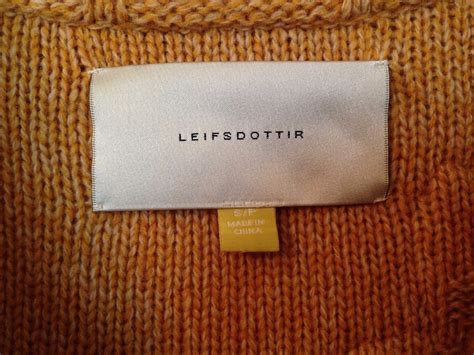 LEIFSDOTTIR
S/P
MADE IN
CHINA